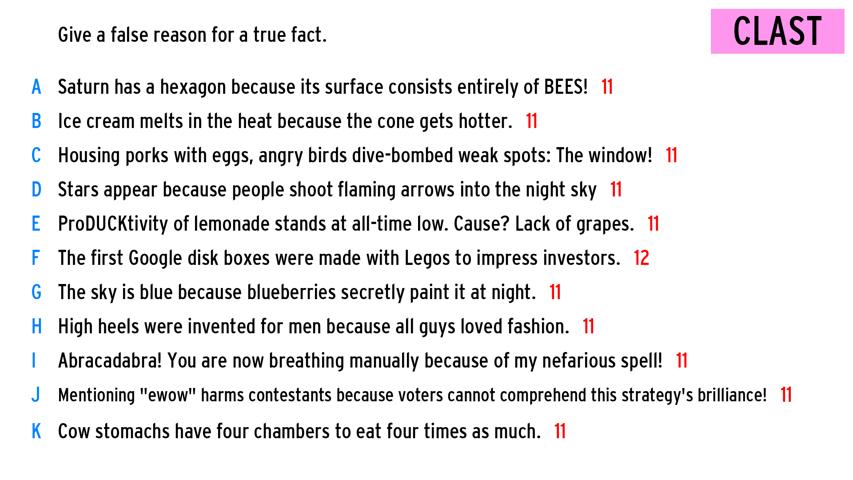 Give a false reason for a true fact.
CLAST
A Saturn has a hexagon because its surface consists entirely of BEES! 11
B Ice cream melts in the heat because the cone gets hotter. 11
C Housing porks with eggs, angry birds dive-bombed weak spots: The window! 11
D Stars appear because people shoot flaming arrows into the night sky 11
E ProDUCKtivity of lemonade stands at all-time low. Cause? Lack of grapes. 11
F The first Google disk boxes were made with Legos to impress investors. 12
G The sky is blue because blueberries secretly paint it at night. 11
H High heels were invented for men because all guys loved fashion. 11
I Abracadabra! You are now breathing manually because of my nefarious spell! 11
J Mentioning "ewow" harms contestants because voters cannot comprehend this strategy's brilliance! 11
K Cow stomachs have four chambers to eat four times as much. 11